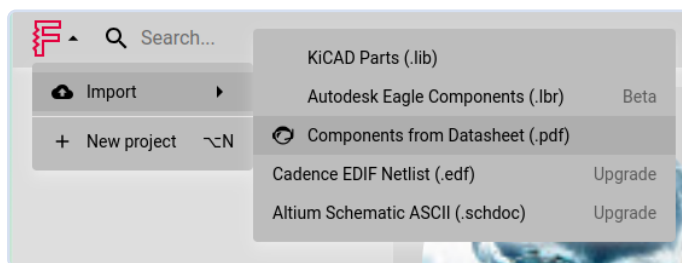 Search...
KiCAD Parts (.lib)
Import
Autodesk Eagle Components (.lbr) Beta
Components from Datasheet (.pdf)
+ New project ⌥N
Cadence EDIF Netlist (.edf) Upgrade
Altium Schematic ASCII (.schdoc) Upgrade